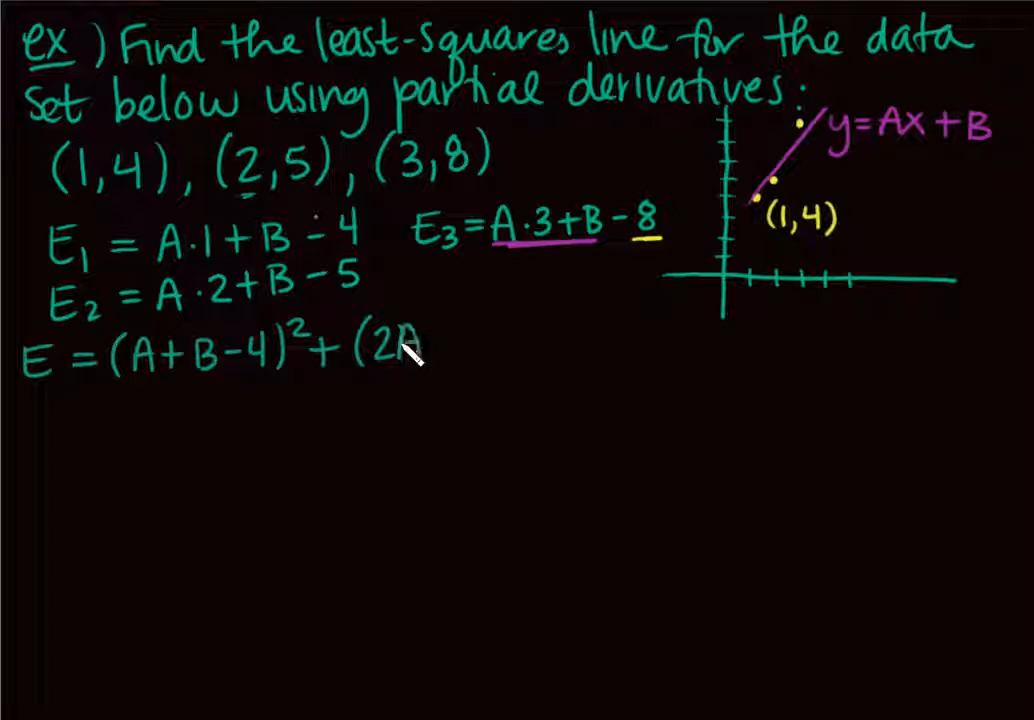 ex) Find the least-squares line for the data
set below using partial derivatives:
y=Ax+B
(1,4), (2,5), (3,8)
(1,4)
E₁ = A·1+B-4
E₃=A·3+B-8
E₂ = A·2+B-5
E = (A+B-4)²+(2A